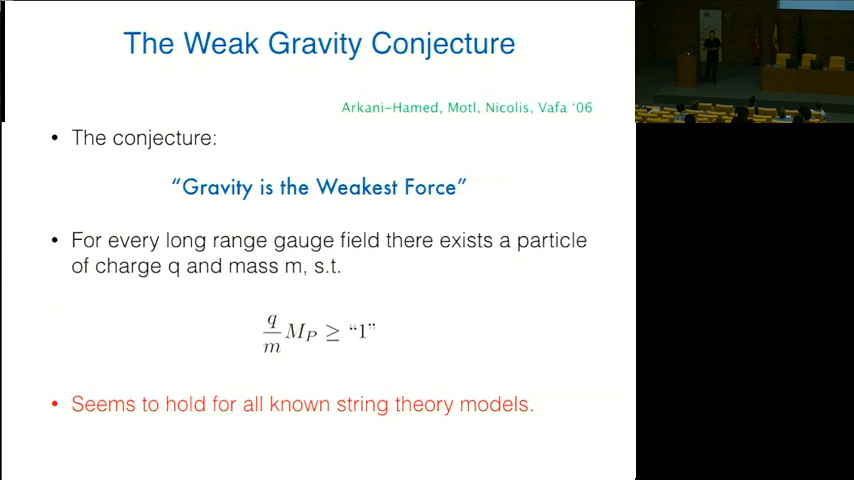 The Weak Gravity Conjecture
Arkani-Hamed, Motl, Nicolis, Vafa ‘06
• The conjecture:
“Gravity is the Weakest Force”
• For every long range gauge field there exists a particle
of charge q and mass m, s.t.
q/m M_P ≥ “1”
• Seems to hold for all known string theory models.